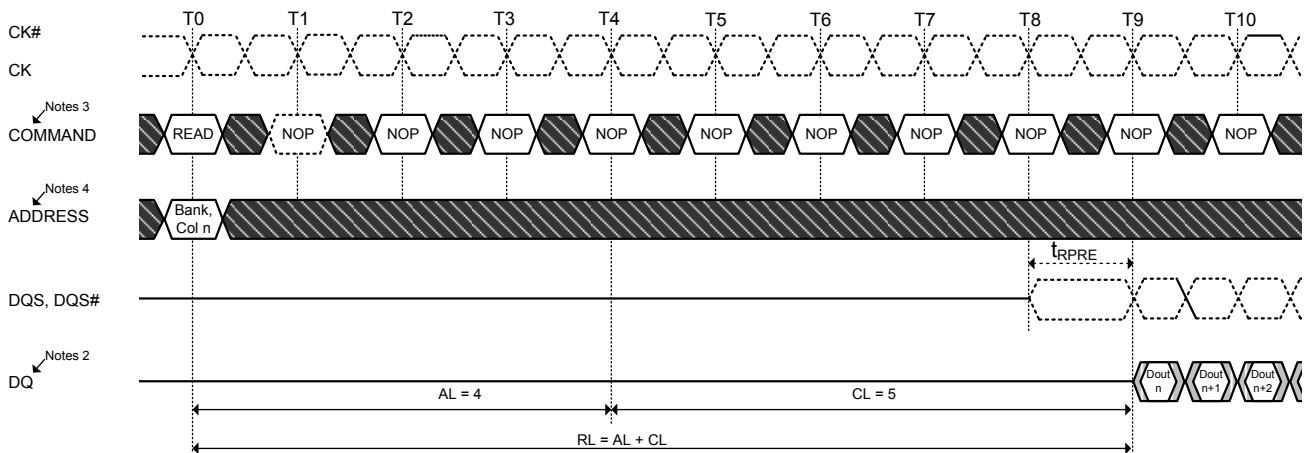 T0 T1 T2 T3 T4 T5 T6 T7 T8 T9 T10
CK#
CK
Notes 3
COMMAND READ NOP NOP NOP NOP NOP NOP NOP NOP NOP NOP
Notes 4
ADDRESS
Bank,
Col n
tRPRE
DQS, DQS#
Notes 2
DQ
Dout
n
Dout
n+1
Dout
n+2
AL = 4
CL = 5
RL = AL + CL